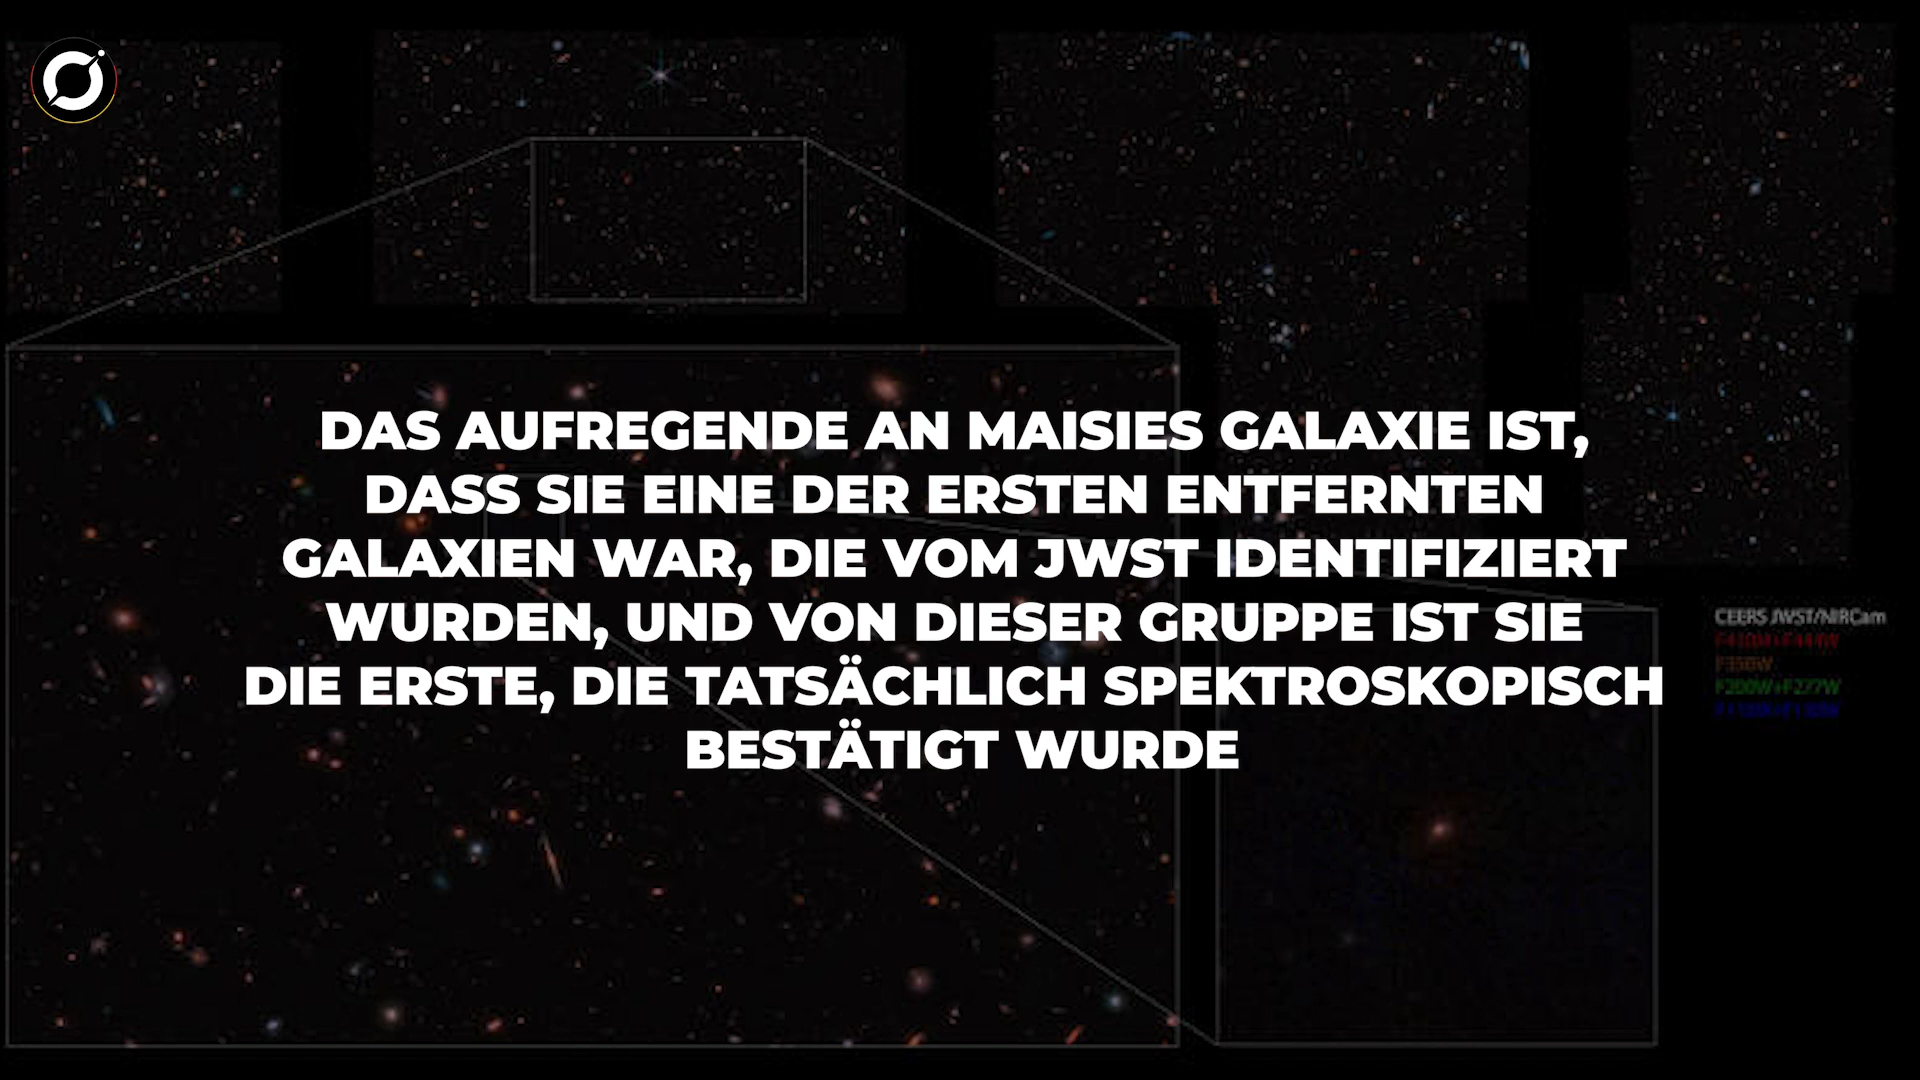 DAS AUFREGENDE AN MAISIES GALAXIE IST,
DASS SIE EINE DER ERSTEN ENTFERNTEN
GALAXIEN WAR, DIE VOM JWST IDENTIFIZIERT
WURDEN, UND VON DIESER GRUPPE IST SIE
DIE ERSTE, DIE TATSÄCHLICH SPEKTROSKOPISCH
BESTÄTIGT WURDE
CEERS JWST/NIRCam
F356W
F200W+F277W